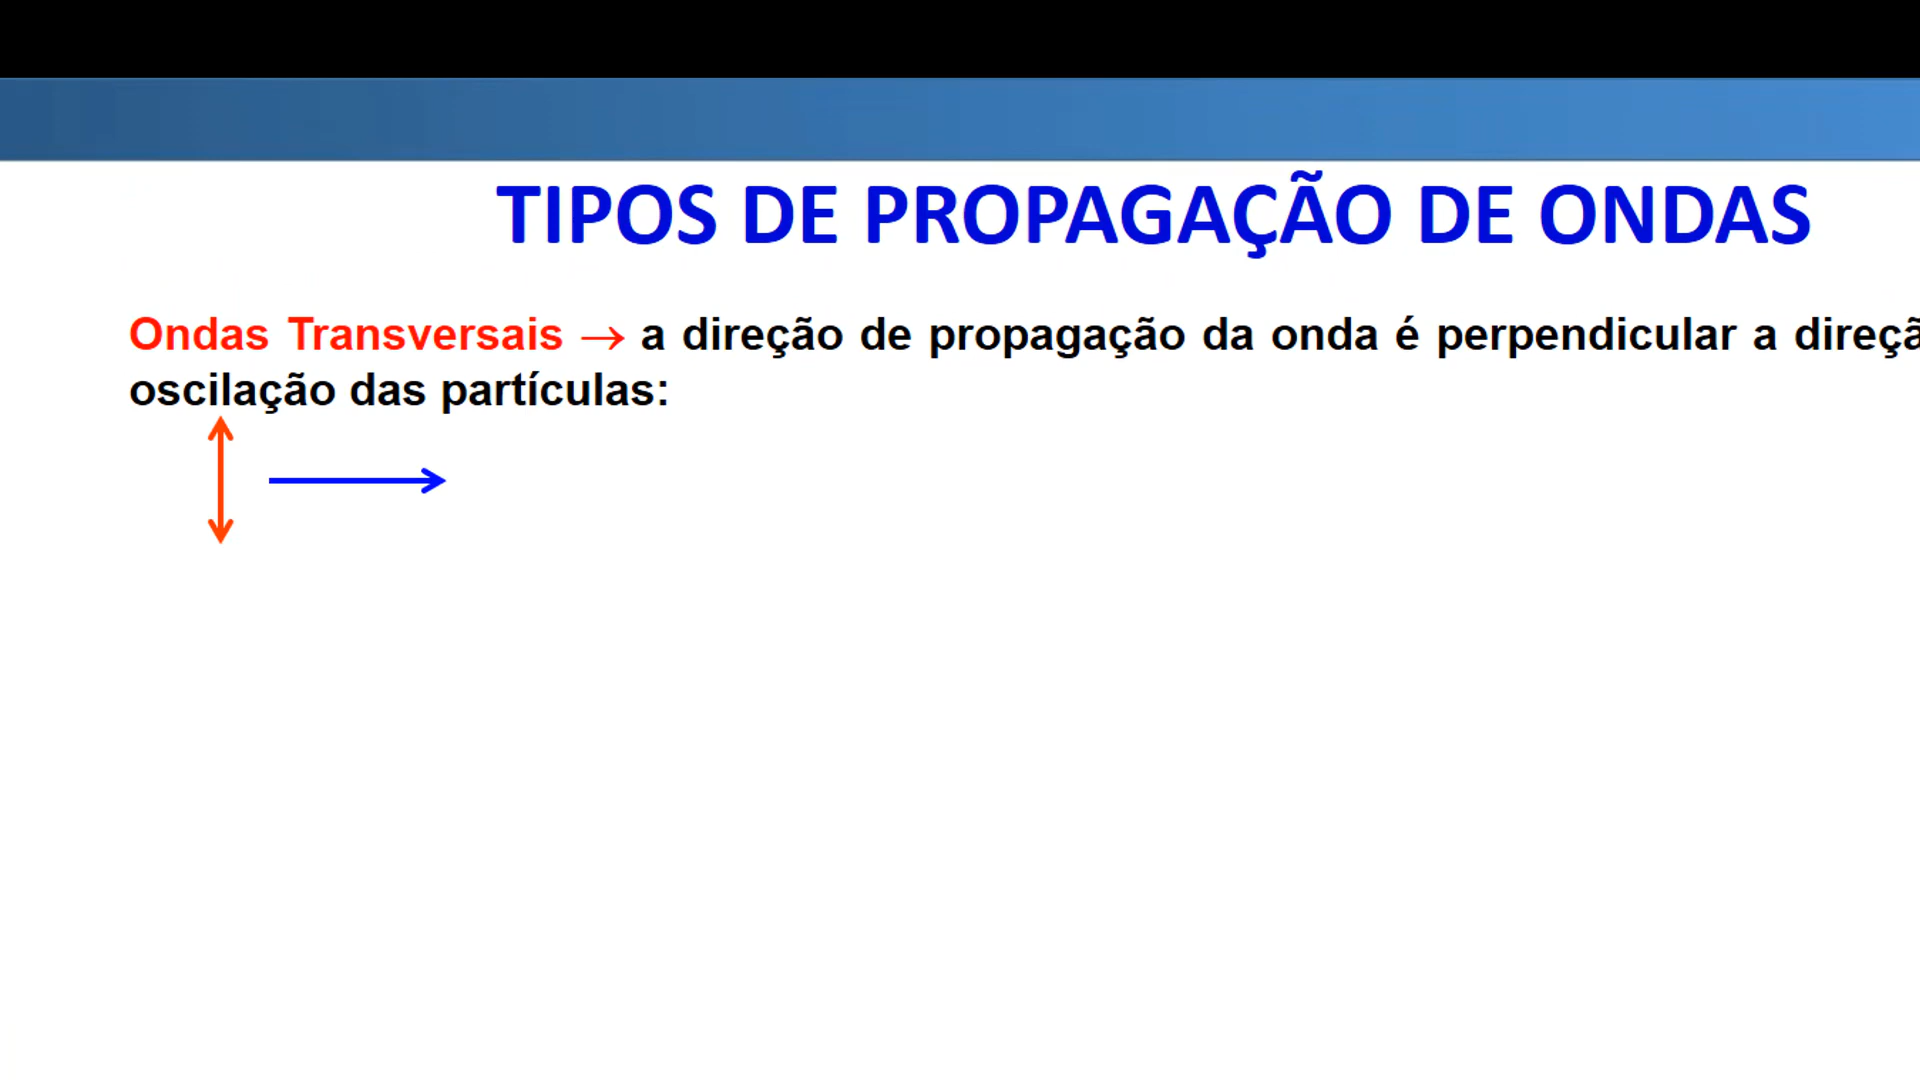 TIPOS DE PROPAGAÇÃO DE ONDAS
Ondas Transversais → a direção de propagação da onda é perpendicular a
oscilação das partículas: